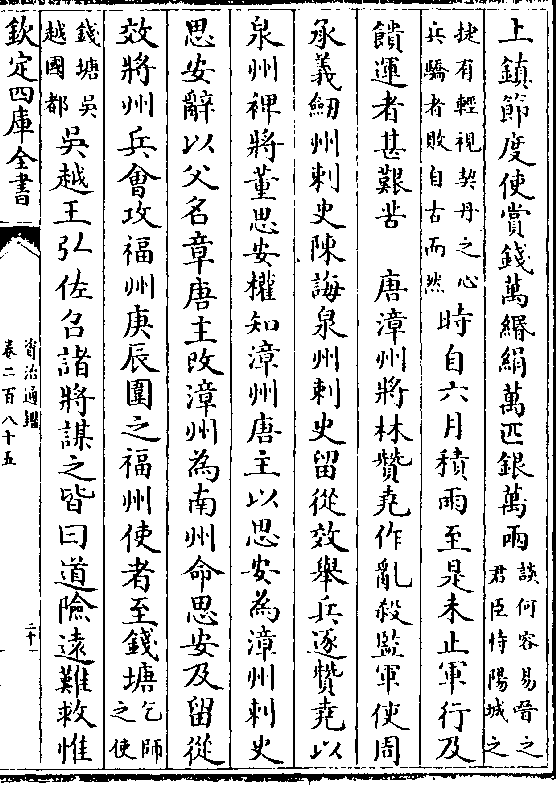 上鎮節度使賞錢萬緡絹萬匹銀萬兩談何容易晉之君臣恃陽城之
捷有輕視契丹之心兵驕者敗自古而然時自六月積雨至是未止軍行及
饋運者甚艱苦　唐漳州將林贊堯作亂殺監軍使周
承義劒州刺史陳誨泉州刺史留從效舉兵逐贊堯以
泉州裨將董思安權知漳州唐主以思安為漳州刺史
思安辭以父名章唐主改漳州為南州命思安及留從
效將州兵會攻福州庚辰圍之福州使者至錢塘乞師之使
錢塘吳越國都吳越王弘佐召諸將謀之皆曰道險遠難救惟
欽定四庫全書
資治通鑑
卷二百八十五
二十